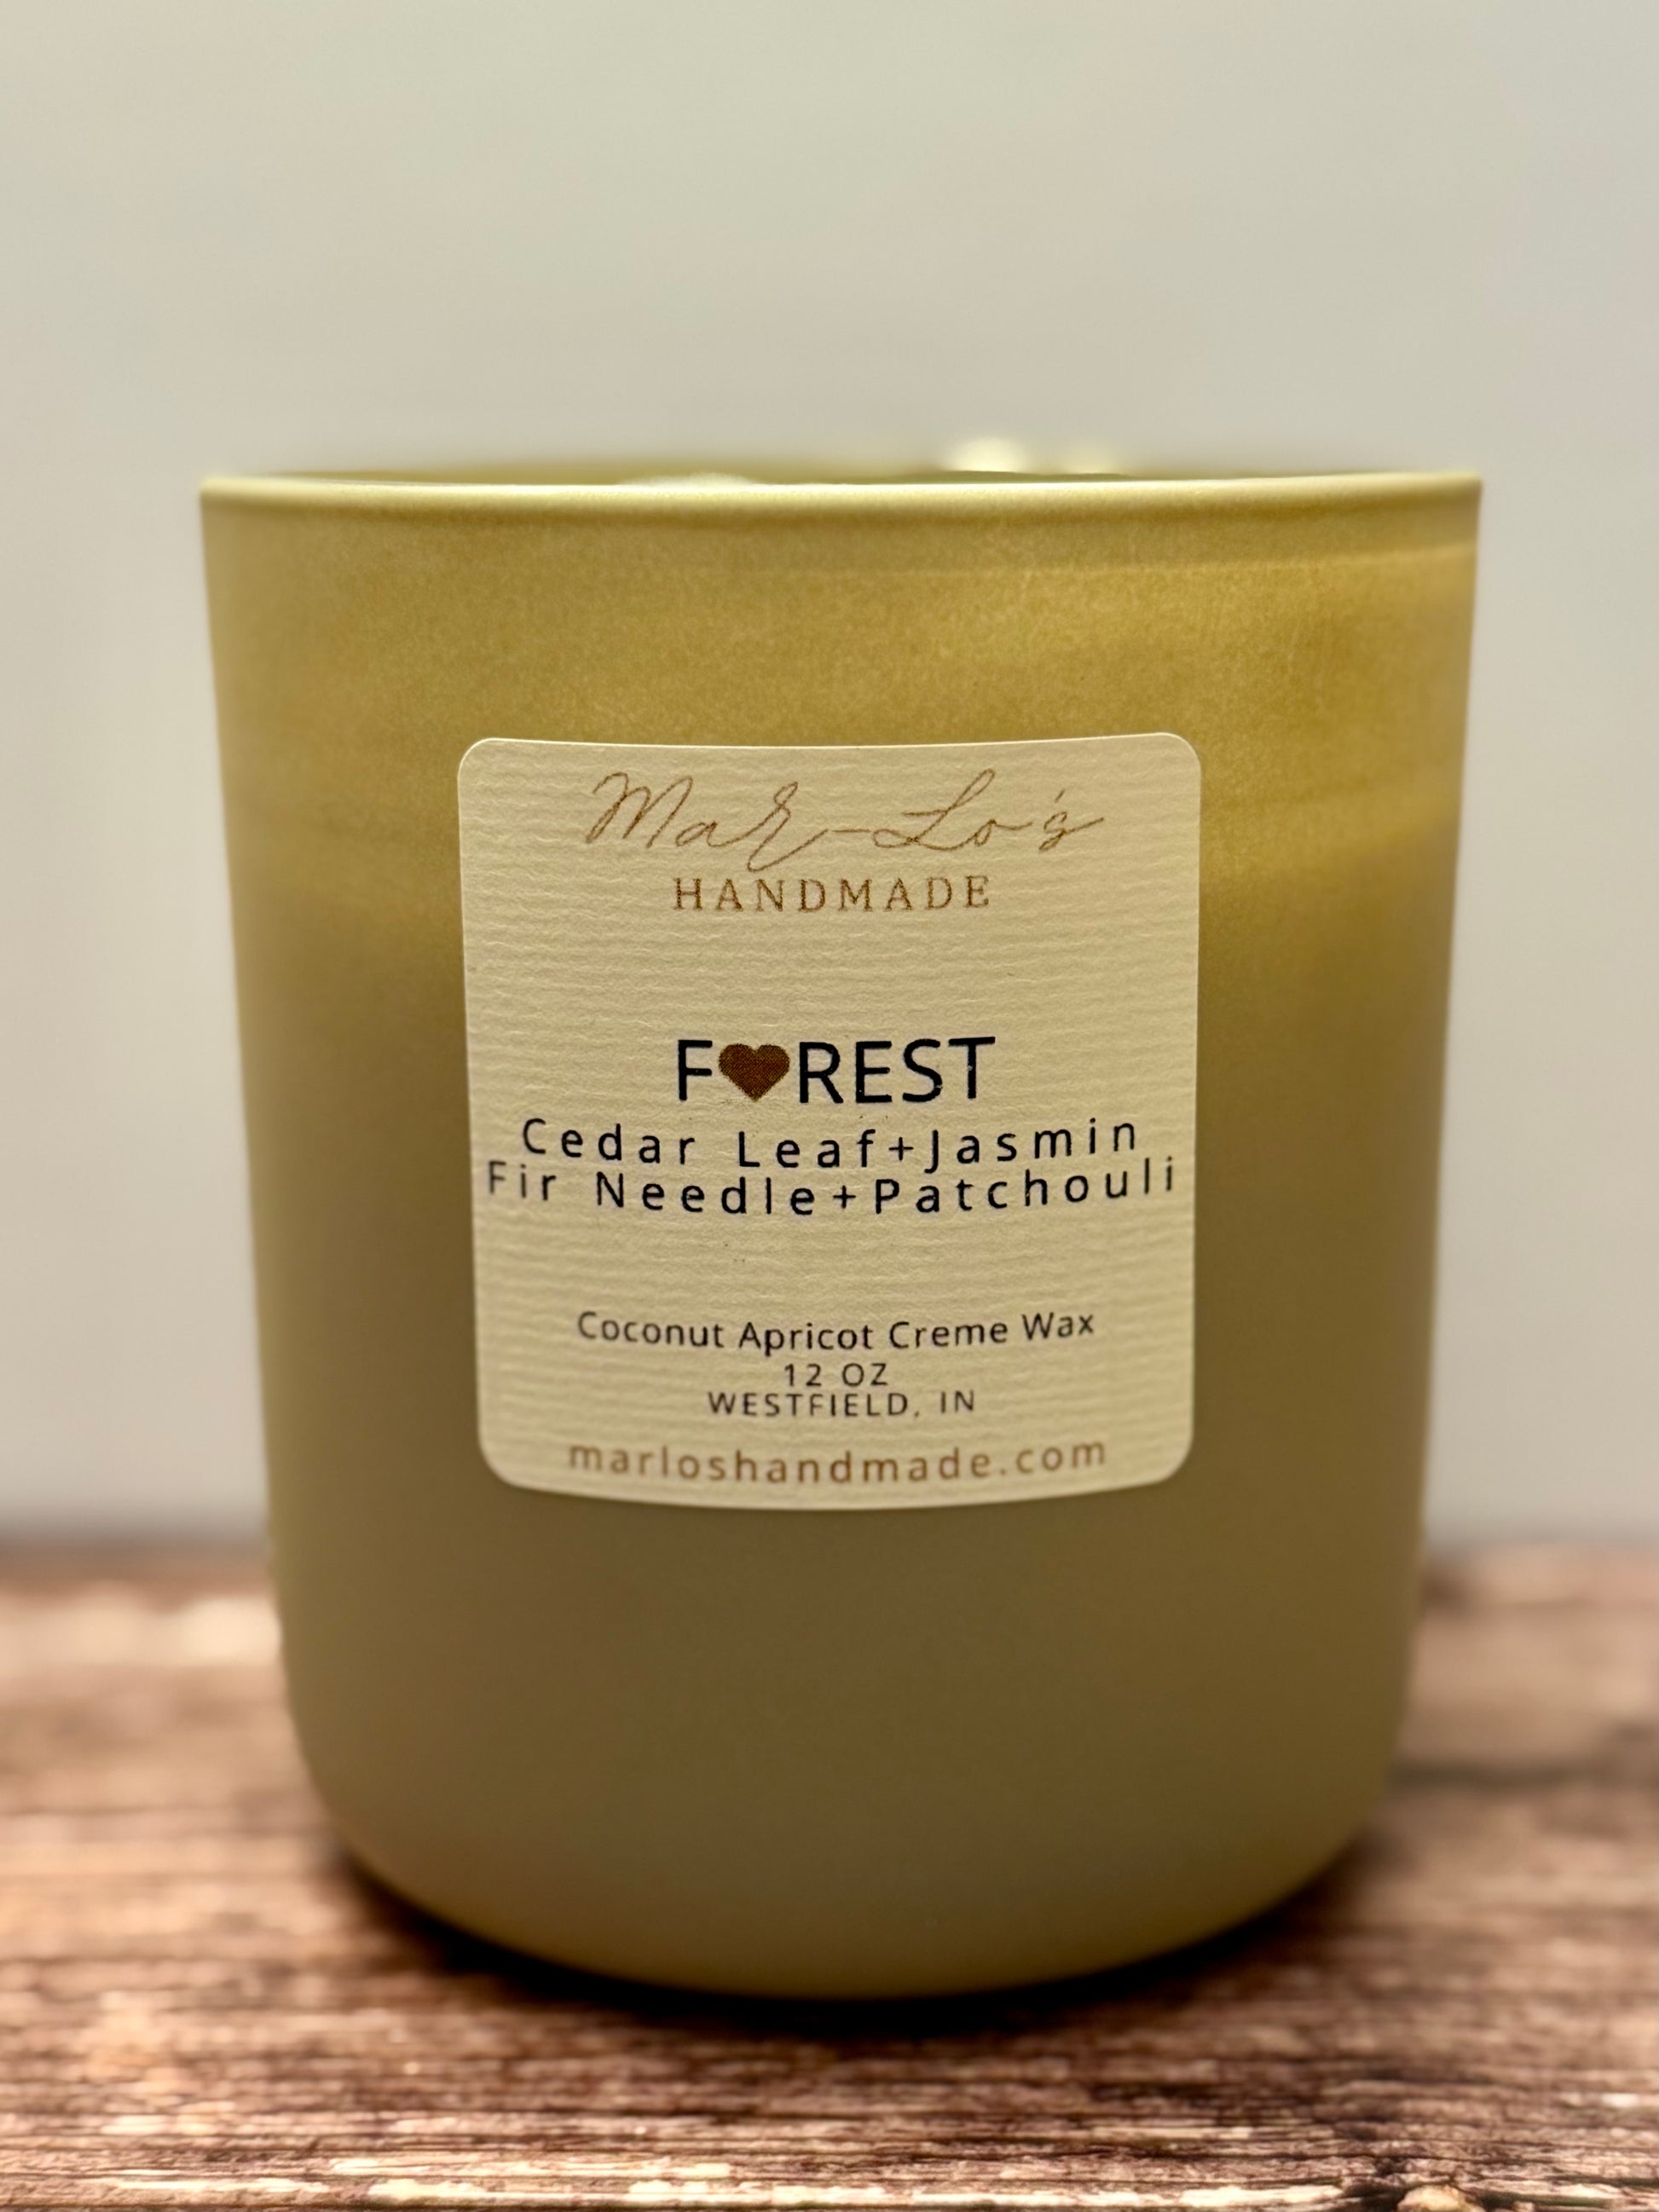 Mar-Lo's
HANDMADE
F❤REST
Cedar Leaf+Jasmin
Fir Needle+Patchouli
Coconut Apricot Creme Wax
12 OZ
WESTFIELD, IN
marloshandmade.com